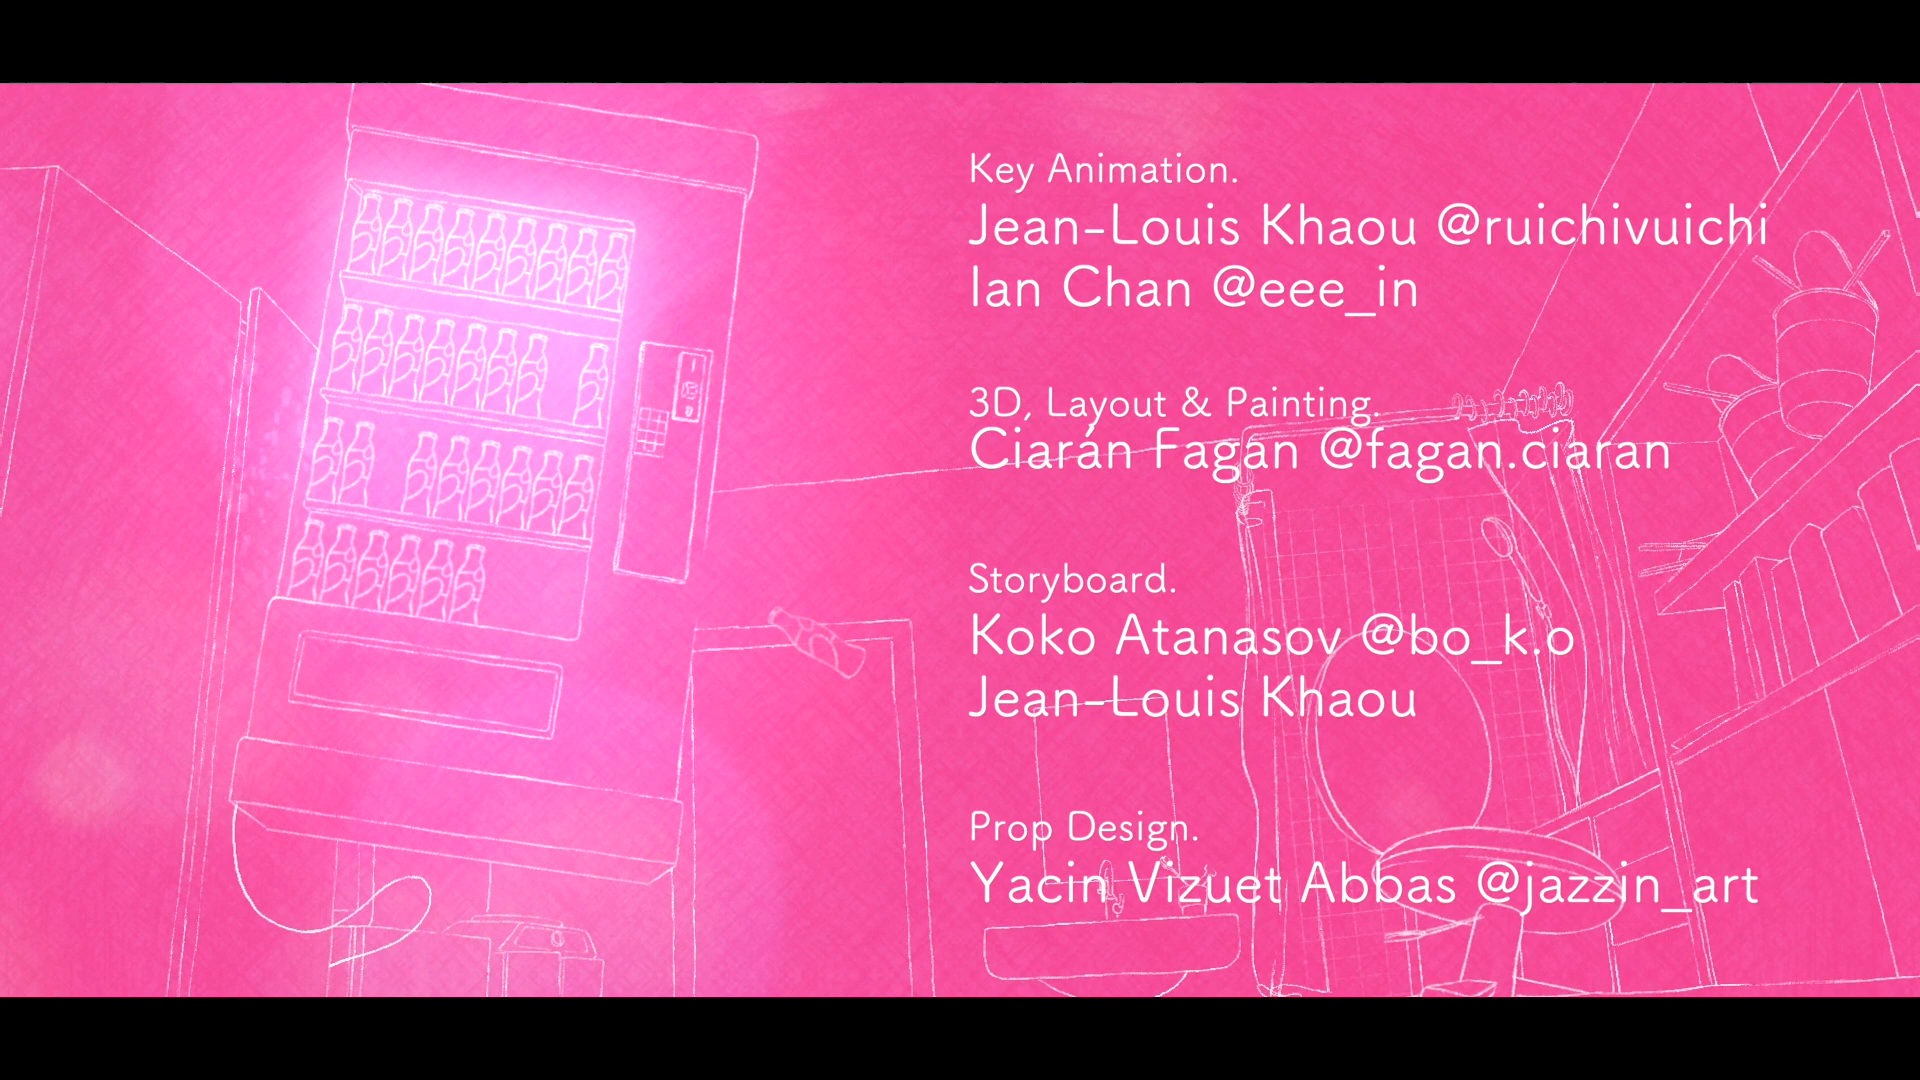 Key Animation.
Jean-Louis Khaou @ruichivuichi
Ian Chan @eee_in
3D, Layout & Painting.
Ciarán Fagan @fagan.ciaran
Storyboard.
Koko Atanasov @bo_k.o
Jean-Louis Khaou
Prop Design.
Yacin Vizuet Abbas @jazzin_art